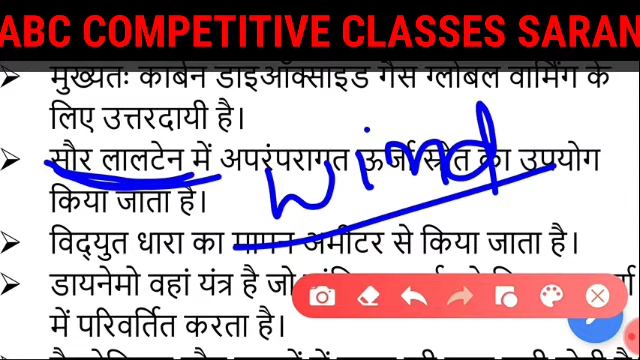 ABC COMPETITIVE CLASSES SARAN
मुख्यतः कार्बन डाइऑक्साइड गैस ग्लोबल वार्मिंग के
लिए उत्तरदायी है।
सौर लालटेन में अपरंपरागत ऊर्जा स्रोत का उपयोग
किया जाता है।
wind
विद्युत धारा का मापन अमीटर से किया जाता है।
डायनेमो वहां यंत्र है जो
में परिवर्तित करता है।